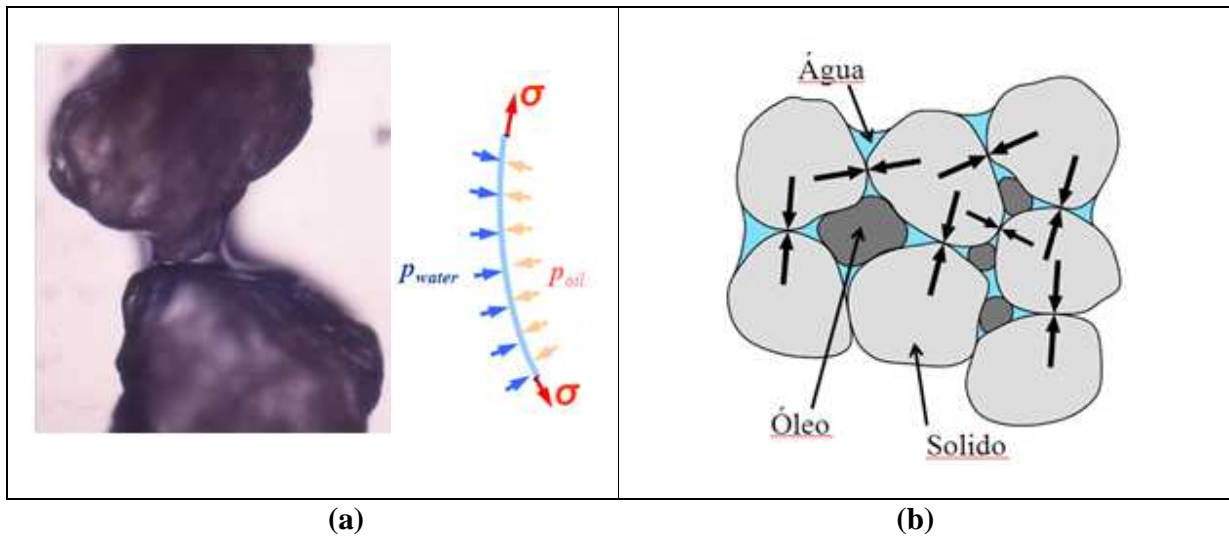 σ
p_water
p_oil
σ
(a)
Água
Óleo
Solido
(b)